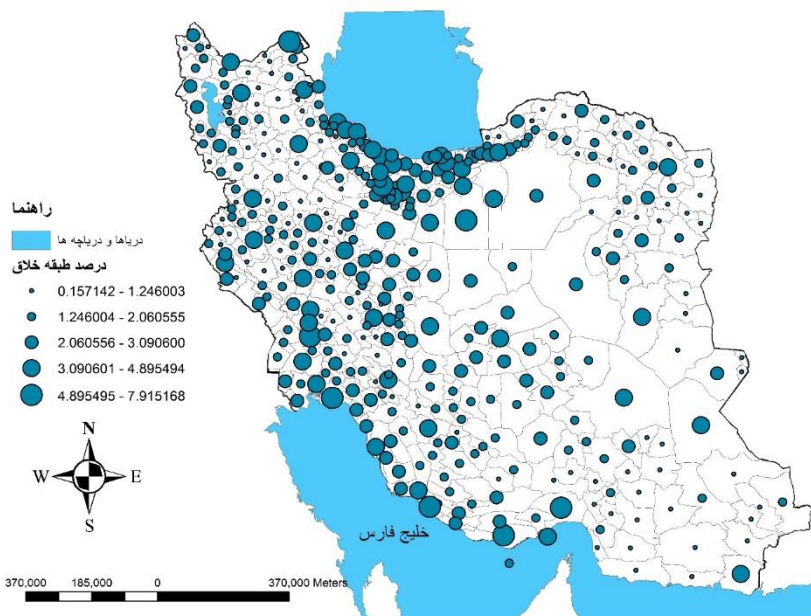 راهنما
دریاها و دریاچه ها
درصد طبقه خلاق
0.157142 - 1.246003
1.246004 - 2.060555
2.060556 - 3.090600
3.090601 - 4.895494
4.895495 - 7.915168
N
W E
S
خلیج فارس
370,000 185,000 0 370,000 Meters